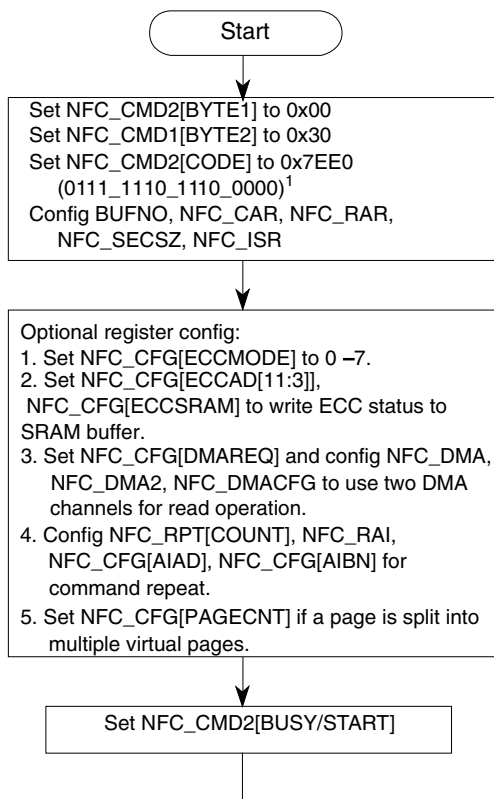 Start
Set NFC_CMD2[BYTE1] to 0x00
Set NFC_CMD1[BYTE2] to 0x30
Set NFC_CMD2[CODE] to 0x7EE0
(0111_1110_1110_0000)1
Config BUFNO, NFC_CAR, NFC_RAR,
NFC_SECSZ, NFC_ISR
Optional register config:
1. Set NFC_CFG[ECCMODE] to 0 –7.
2. Set NFC_CFG[ECCAD[11:3]],
NFC_CFG[ECCSRAM] to write ECC status to
SRAM buffer.
3. Set NFC_CFG[DMAREQ] and config NFC_DMA,
NFC_DMA2, NFC_DMACFG to use two DMA
channels for read operation.
4. Config NFC_RPT[COUNT], NFC_RAI,
NFC_CFG[AIAD], NFC_CFG[AIBN] for
command repeat.
5. Set NFC_CFG[PAGECNT] if a page is split into
multiple virtual pages.
Set NFC_CMD2[BUSY/START]